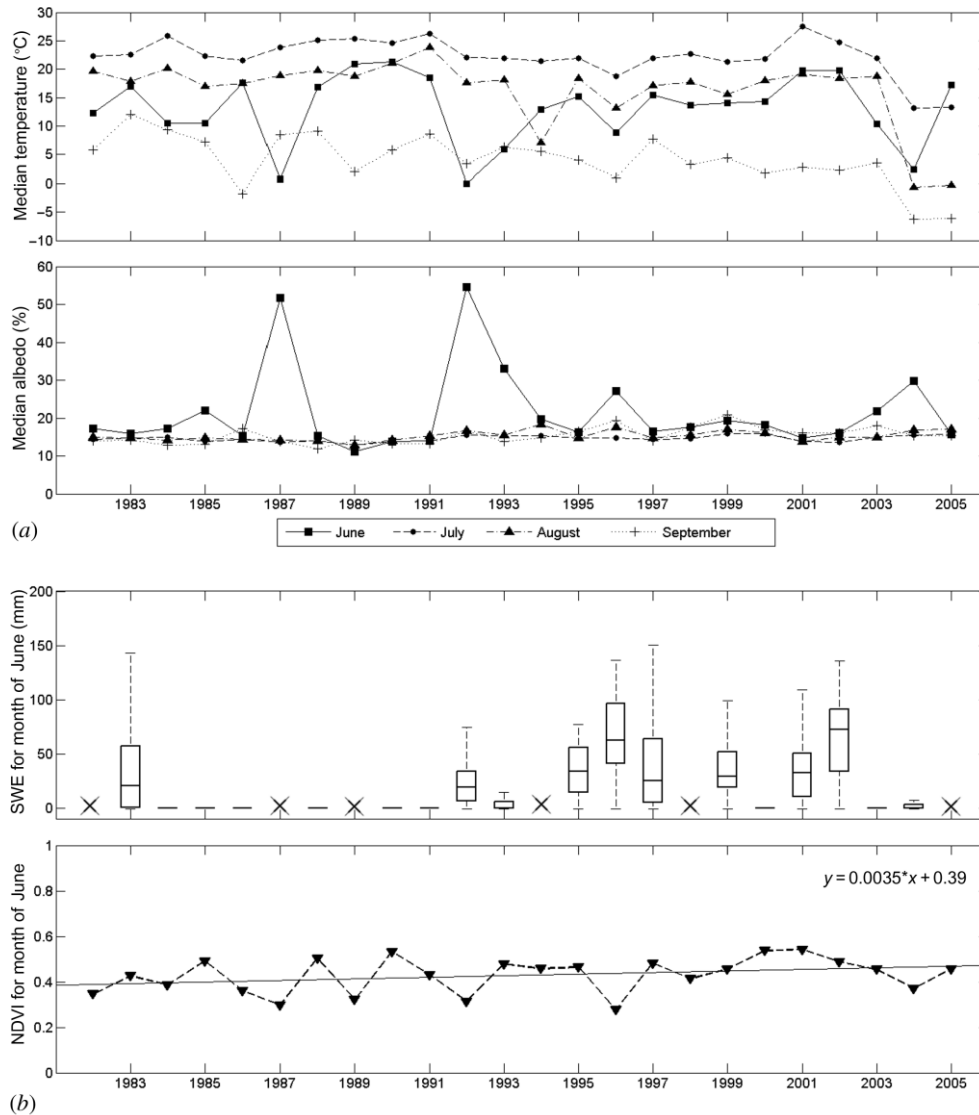 30
25
20
15
10
5
0
−5
−10
Median temperature (°C)
60
50
40
30
20
10
0
Median albedo (%)
1983 1985 1987 1989 1991 1993 1995 1997 1999 2001 2003 2005
(a)
June July August September
200
150
100
50
0
SWE for month of June (mm)
1
0.8
0.6
0.4
0.2
0
NDVI for month of June
y = 0.0035*x + 0.39
1983 1985 1987 1989 1991 1993 1995 1997 1999 2001 2003 2005
(b)